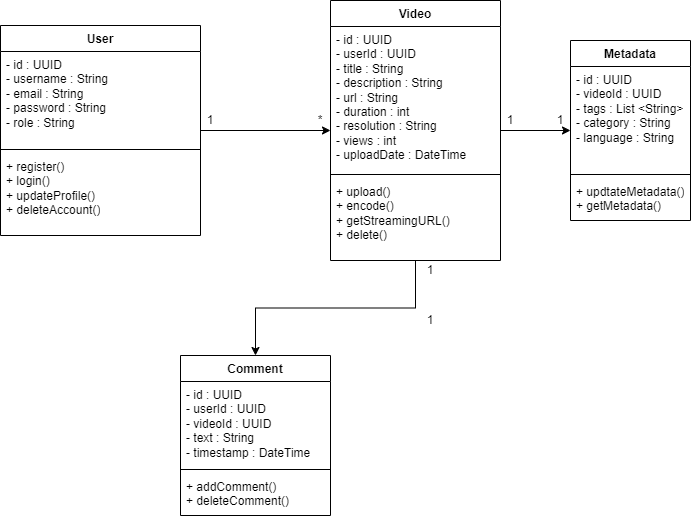 User
- id : UUID
- username : String
- email : String
- password : String
- role : String
+ register()
+ login()
+ updateProfile()
+ deleteAccount()
1
*
Video
- id : UUID
- userId : UUID
- title : String
- description : String
- url : String
- duration : int
- resolution : String
- views : int
- uploadDate : DateTime
+ upload()
+ encode()
+ getStreamingURL()
+ delete()
1
1
Metadata
- id : UUID
- videoId : UUID
- tags : List <String>
- category : String
- language : String
+ updtateMetadata()
+ getMetadata()
1
1
Comment
- id : UUID
- userId : UUID
- videoId : UUID
- text : String
- timestamp : DateTime
+ addComment()
+ deleteComment()